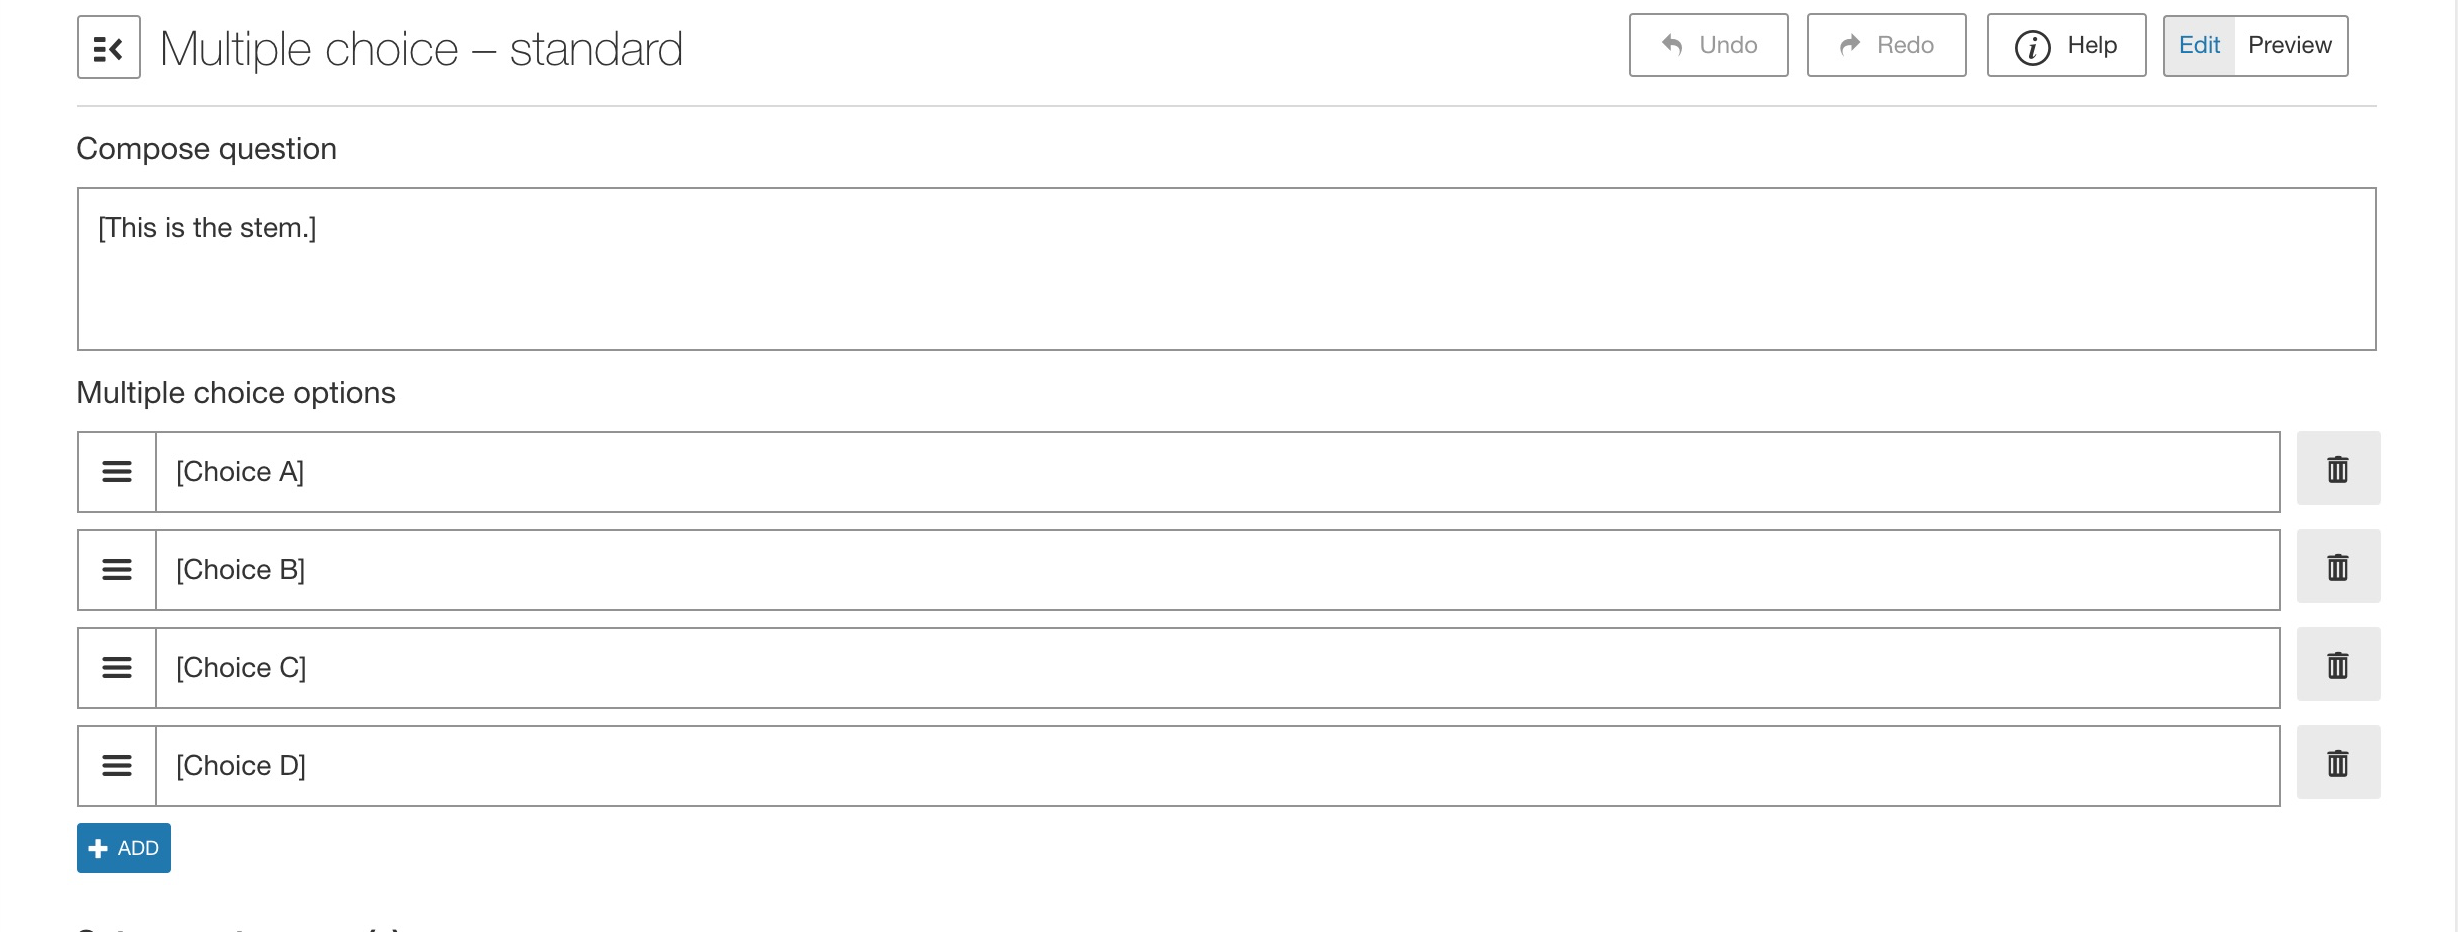 Multiple choice – standard
Undo
Redo
Help
Edit
Preview
Compose question
[This is the stem.]
Multiple choice options
[Choice A]
[Choice B]
[Choice C]
[Choice D]
ADD